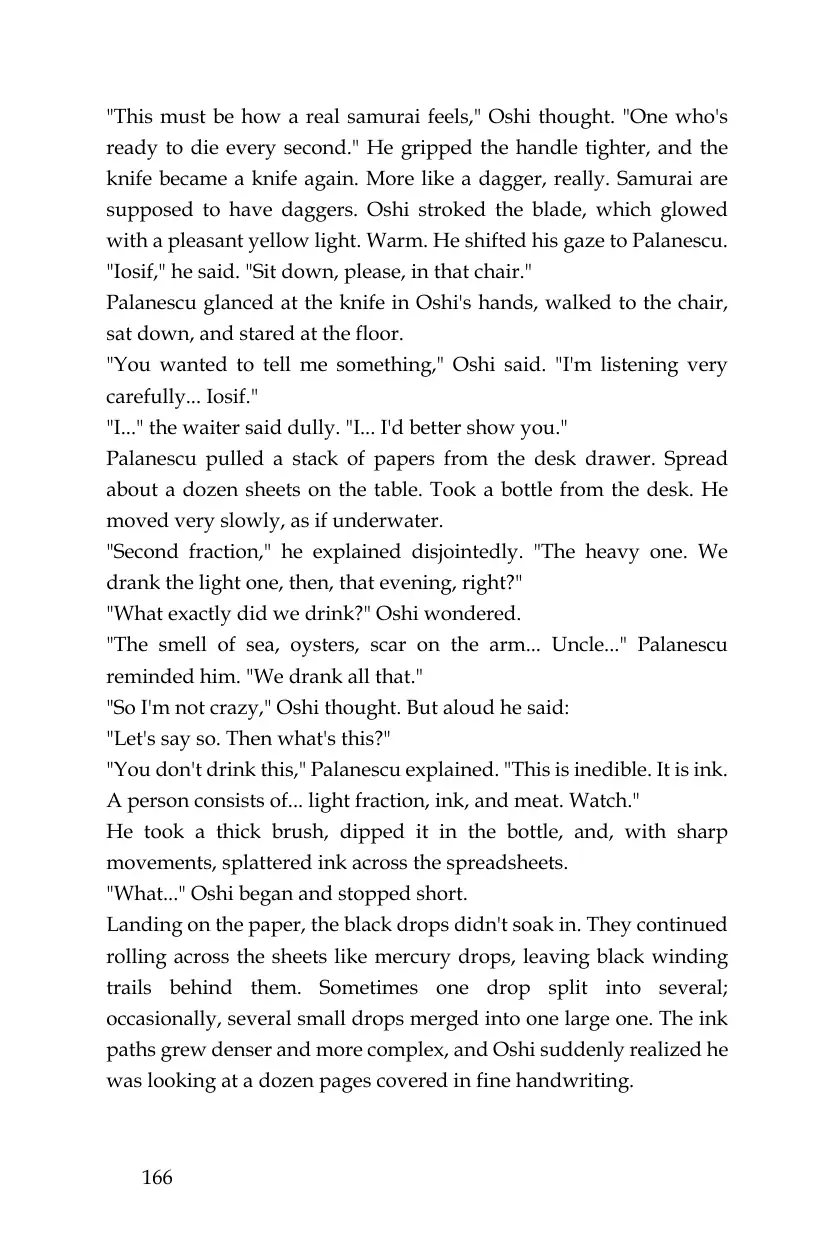 "This must be how a real samurai feels," Oshi thought. "One who's
ready to die every second." He gripped the handle tighter, and the
knife became a knife again. More like a dagger, really. Samurai are
supposed to have daggers. Oshi stroked the blade, which glowed
with a pleasant yellow light. Warm. He shifted his gaze to Palanescu.
"Iosif," he said. "Sit down, please, in that chair."
Palanescu glanced at the knife in Oshi's hands, walked to the chair,
sat down, and stared at the floor.
"You wanted to tell me something," Oshi said. "I'm listening very
carefully... Iosif."
"I..." the waiter said dully. "I... I'd better show you."
Palanescu pulled a stack of papers from the desk drawer. Spread
about a dozen sheets on the table. Took a bottle from the desk. He
moved very slowly, as if underwater.
"Second fraction," he explained disjointedly. "The heavy one. We
drank the light one, then, that evening, right?"
"What exactly did we drink?" Oshi wondered.
"The smell of sea, oysters, scar on the arm... Uncle..." Palanescu
reminded him. "We drank all that."
"So I'm not crazy," Oshi thought. But aloud he said:
"Let's say so. Then what's this?"
"You don't drink this," Palanescu explained. "This is inedible. It is ink.
A person consists of... light fraction, ink, and meat. Watch."
He took a thick brush, dipped it in the bottle, and, with sharp
movements, splattered ink across the spreadsheets.
"What..." Oshi began and stopped short.
Landing on the paper, the black drops didn't soak in. They continued
rolling across the sheets like mercury drops, leaving black winding
trails behind them. Sometimes one drop split into several;
occasionally, several small drops merged into one large one. The ink
paths grew denser and more complex, and Oshi suddenly realized he
was looking at a dozen pages covered in fine handwriting.
166